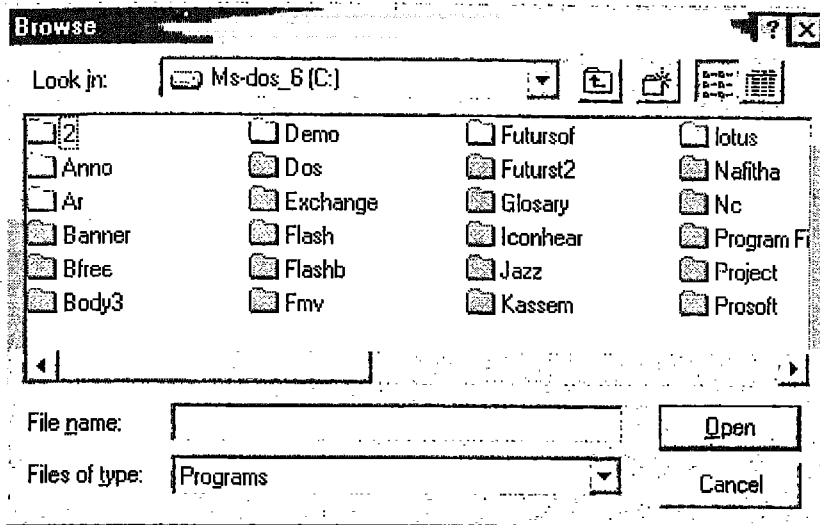 Browse
Look in: Ms-dos_6 (C:)
2 Demo Futursof lotus
Anno Dos Futurst2 Nafitha
Ar Exchange Glosary Nc
Banner Flash Iconhear Program Fi
Bfree Flashb Jazz Project
Body3 Fmv Kassem Prosoft
File name: Open
Files of type: Programs Cancel